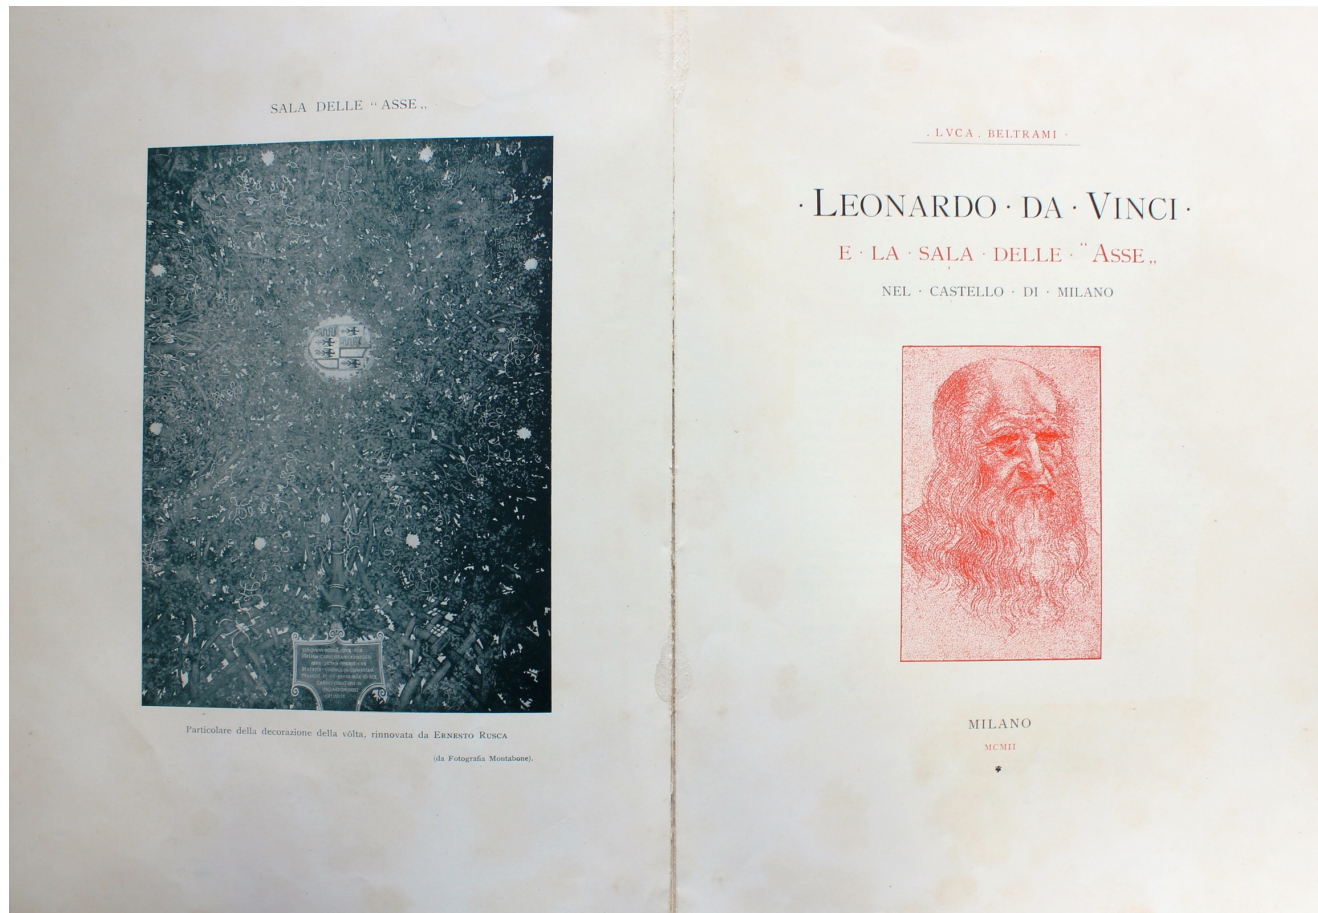 SALA DELLE “ ASSE „
Particolare della decorazione della vôlta, rinnovata da ERNESTO RUSCA
(da Fotografia Montabone).
. LVCA . BELTRAMI ·
· LEONARDO · DA · VINCI ·
E · LA · SALA · DELLE · “ ASSE „
NEL · CASTELLO · DI · MILANO
MILANO
MCMII